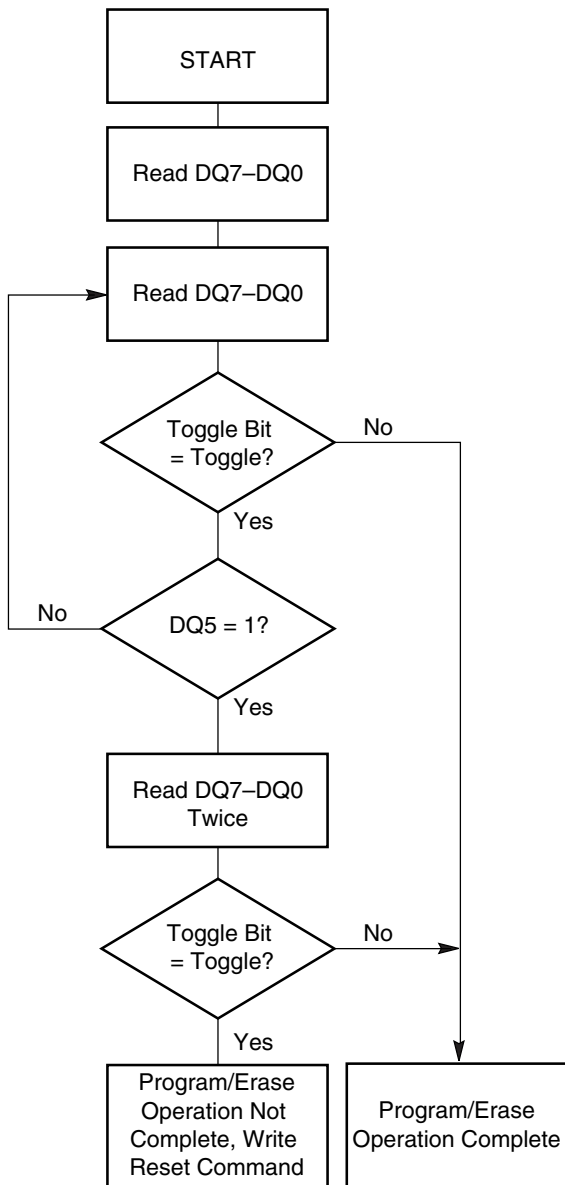 START
Read DQ7–DQ0
Read DQ7–DQ0
Toggle Bit
= Toggle?
No
Yes
No
DQ5 = 1?
Yes
Read DQ7–DQ0
Twice
Toggle Bit
= Toggle?
No
Yes
Program/Erase
Operation Not
Complete, Write
Reset Command
Program/Erase
Operation Complete